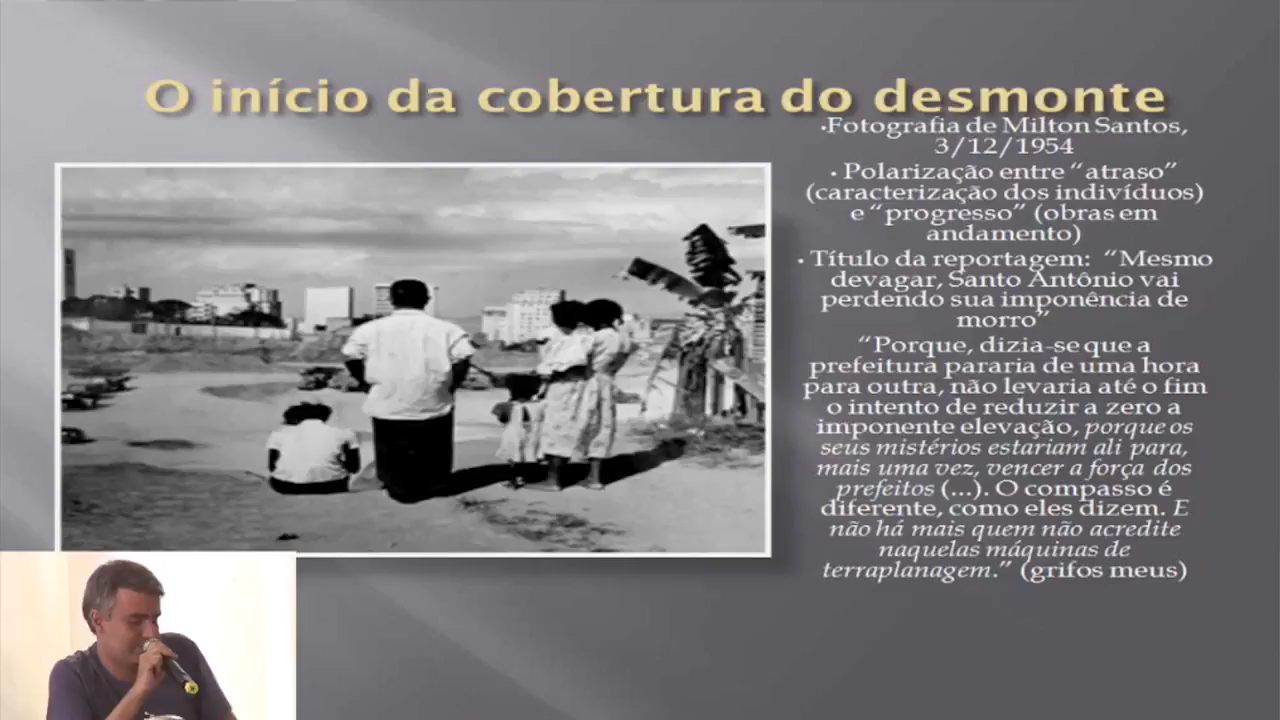 O início da cobertura do desmonte
•Fotografia de Milton Santos,
3/12/1954
• Polarização entre “atraso”
(caracterização dos indivíduos)
e “progresso” (obras em
andamento)
• Título da reportagem: “Mesmo
devagar, Santo Antônio vai
perdendo sua imponência de
morro”
“Porque, dizia-se que a
prefeitura pararia de uma hora
para outra, não levaria até o fim
o intento de reduzir a zero a
imponente elevação, porque os
seus mistérios estariam ali para,
mais uma vez, vencer a força dos
prefeitos (...). O compasso é
diferente, como eles dizem. E
não há mais quem não acredite
naquelas máquinas de
terraplanagem.” (grifos meus)